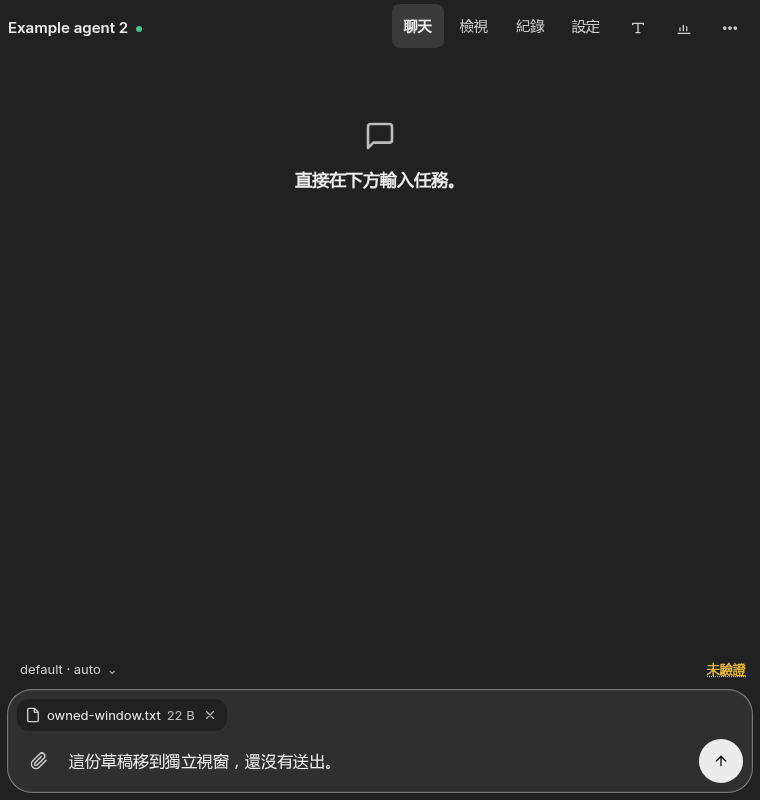 Example agent 2
聊天
檢視
紀錄
設定
直接在下方輸入任務。
default · auto
未驗證
owned-window.txt 22 B
這份草稿移到獨立視窗，還沒有送出。